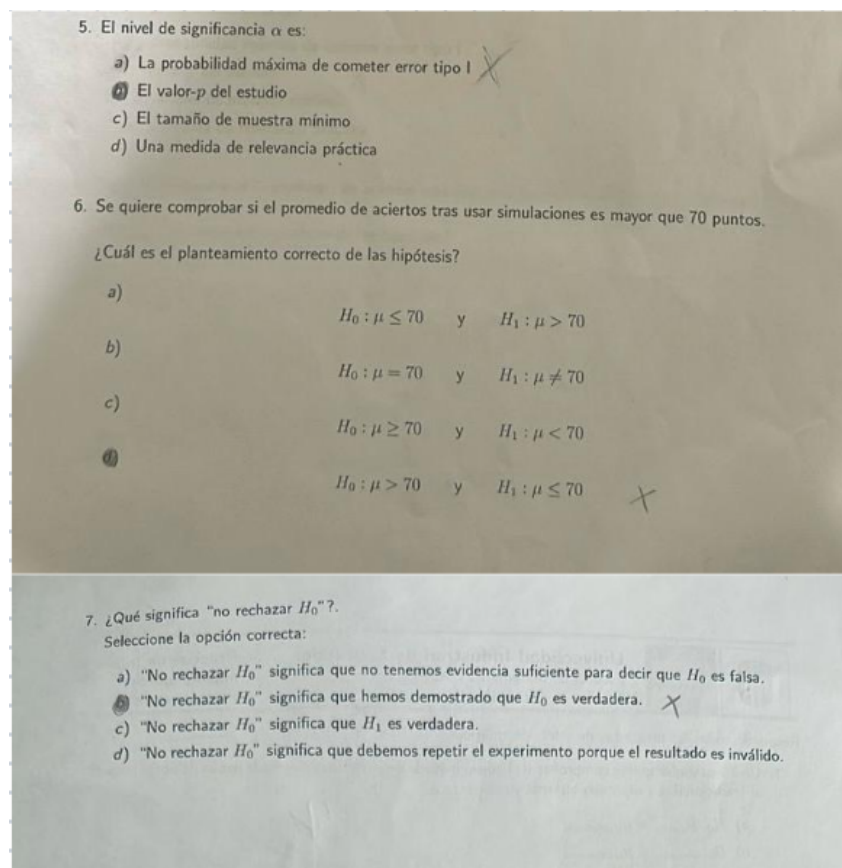 5. El nivel de significancia α es:
a) La probabilidad máxima de cometer error tipo I
b) El valor-p del estudio
c) El tamaño de muestra mínimo
d) Una medida de relevancia práctica
6. Se quiere comprobar si el promedio de aciertos tras usar simulaciones es mayor que 70 puntos.
¿Cuál es el planteamiento correcto de las hipótesis?
a)
H₀ : μ ≤ 70 y H₁ : μ > 70
b)
H₀ : μ = 70 y H₁ : μ ≠ 70
c)
H₀ : μ ≥ 70 y H₁ : μ < 70
d)
H₀ : μ > 70 y H₁ : μ ≤ 70
7. ¿Qué significa “no rechazar H₀”?.
Seleccione la opción correcta:
a) “No rechazar H₀” significa que no tenemos evidencia suficiente para decir que H₀ es falsa.
b) “No rechazar H₀” significa que hemos demostrado que H₀ es verdadera.
c) “No rechazar H₀” significa que H₁ es verdadera.
d) “No rechazar H₀” significa que debemos repetir el experimento porque el resultado es inválido.